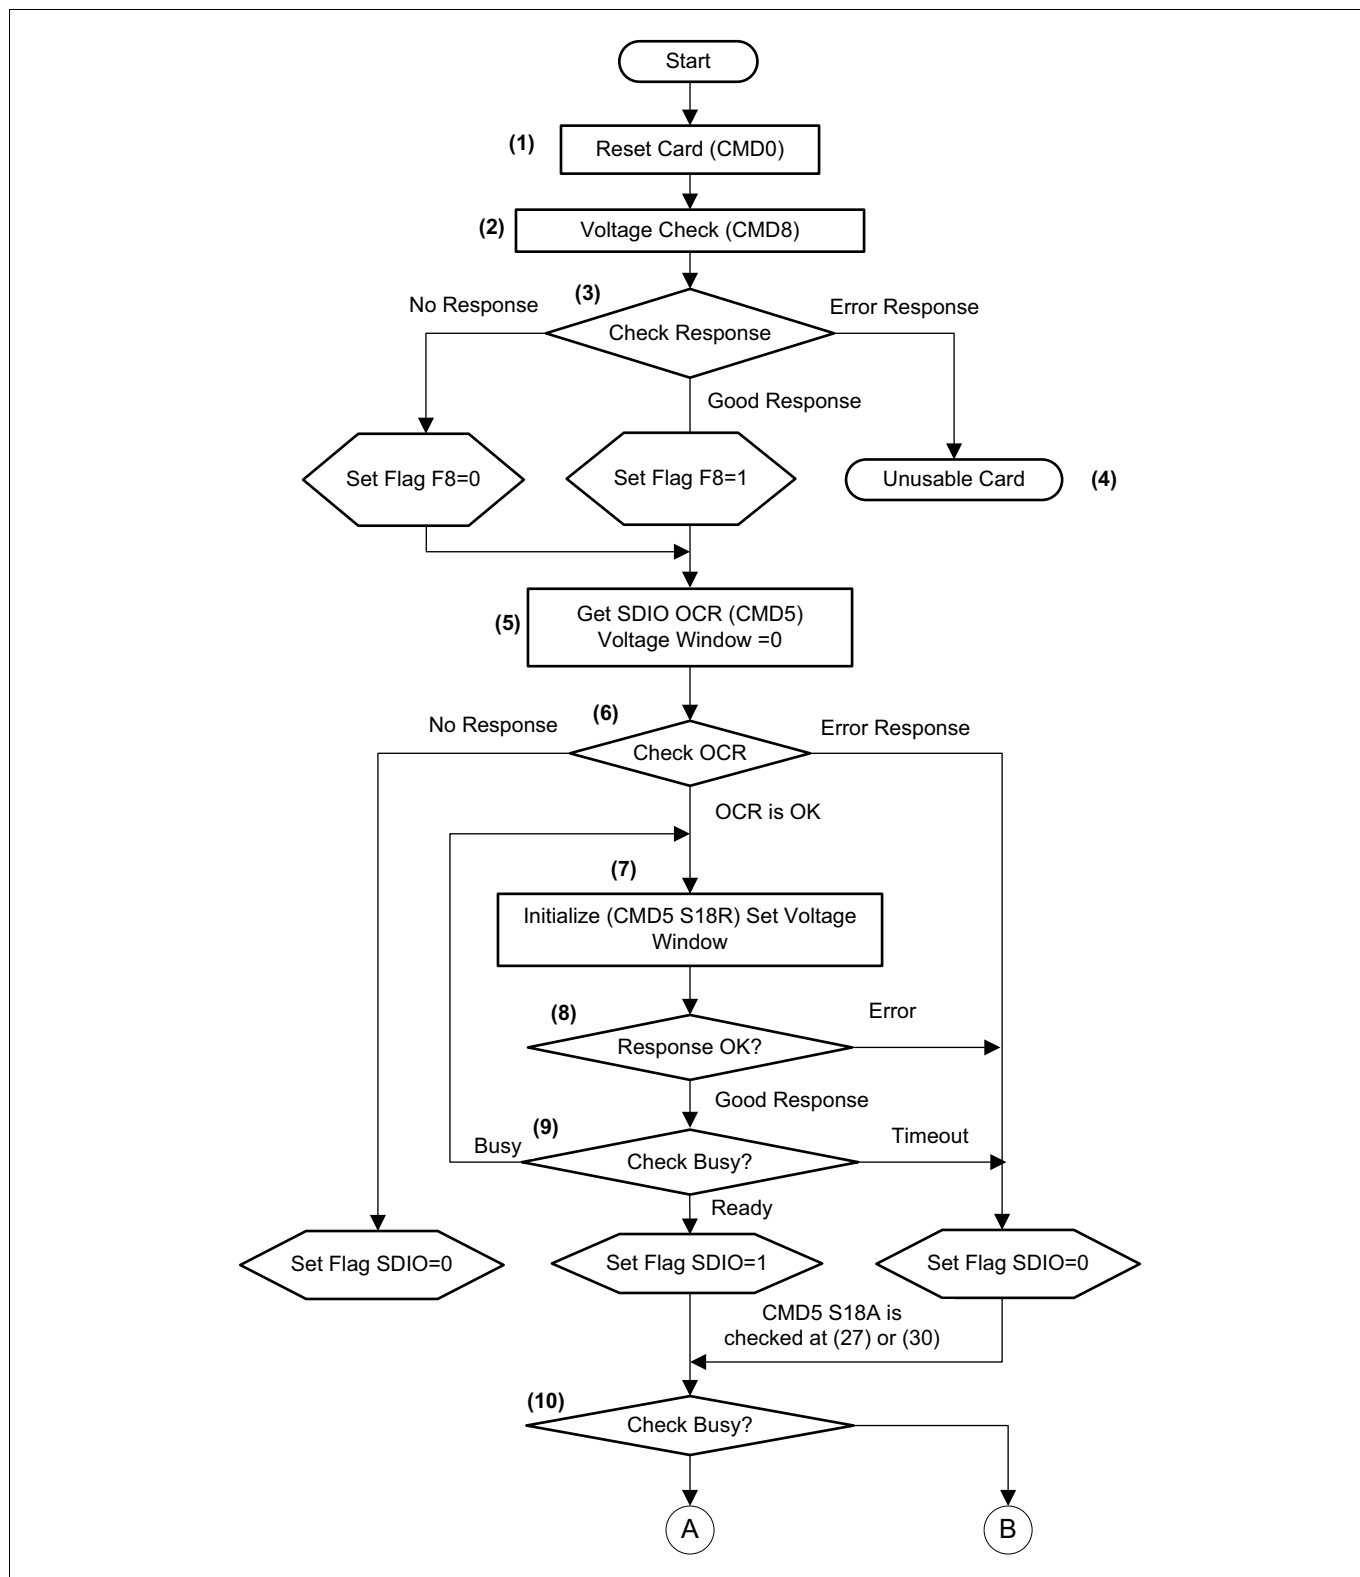 Start
(1)
Reset Card (CMD0)
(2)
Voltage Check (CMD8)
(3)
No Response
Error Response
Check Response
Good Response
Set Flag F8=0
Set Flag F8=1
Unusable Card
(4)
(5)
Get SDIO OCR (CMD5)
Voltage Window =0
(6)
No Response
Error Response
Check OCR
OCR is OK
(7)
Initialize (CMD5 S18R) Set Voltage
Window
(8)
Error
Response OK?
Good Response
(9)
Timeout
Busy
Check Busy?
Ready
Set Flag SDIO=0
Set Flag SDIO=1
Set Flag SDIO=0
CMD5 S18A is
checked at (27) or (30)
(10)
Check Busy?
A
B